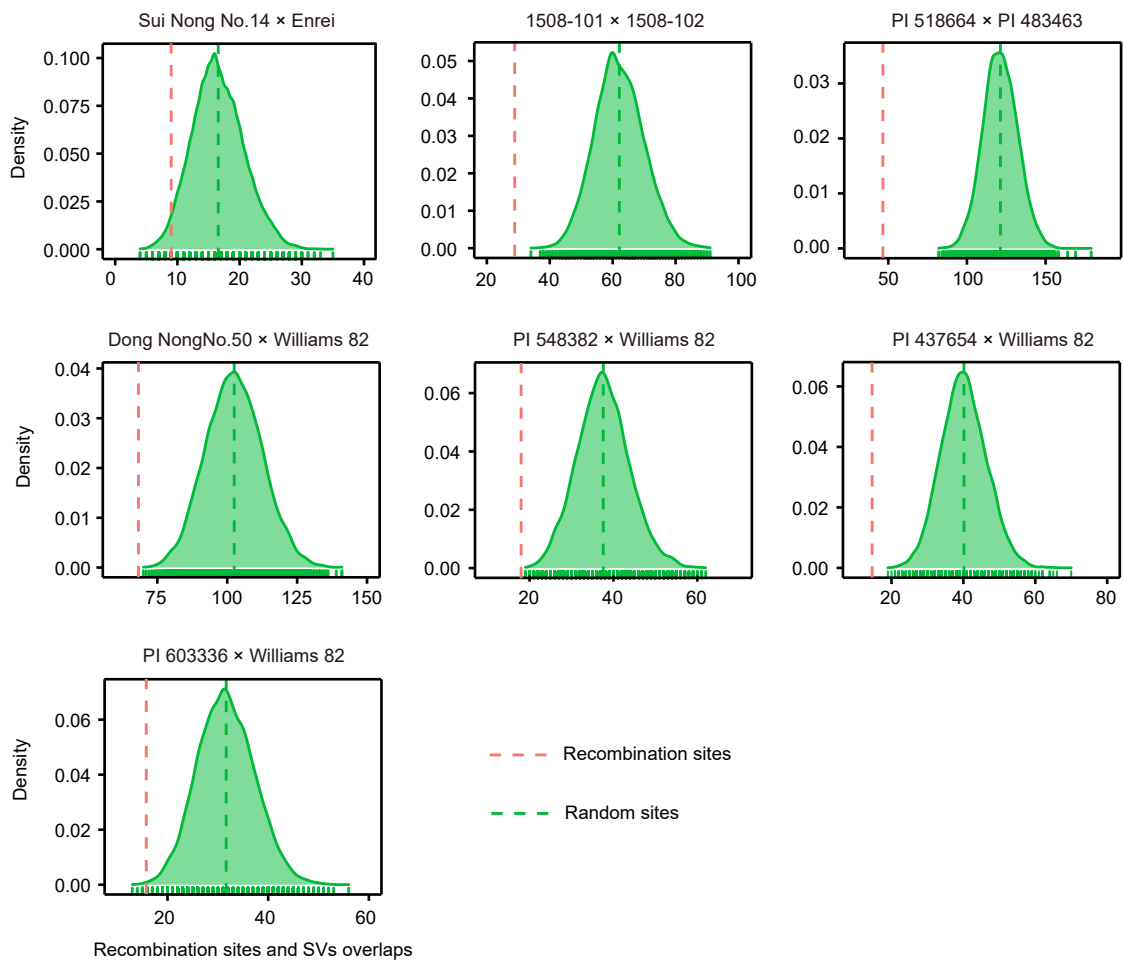 Sui Nong No.14 × Enrei
1508-101 × 1508-102
PI 518664 × PI 483463
Density
0.100
0.075
0.050
0.025
0.000
0 10 20 30 40
0.05
0.04
0.03
0.02
0.01
0.00
20 40 60 80 100
0.03
0.02
0.01
0.00
50 100 150
Dong NongNo.50 × Williams 82
PI 548382 × Williams 82
PI 437654 × Williams 82
Density
0.04
0.03
0.02
0.01
0.00
75 100 125 150
0.06
0.04
0.02
0.00
20 40 60
0.06
0.04
0.02
0.00
20 40 60 80
PI 603336 × Williams 82
Density
0.06
0.04
0.02
0.00
20 40 60
Recombination sites and SVs overlaps
Recombination sites
Random sites